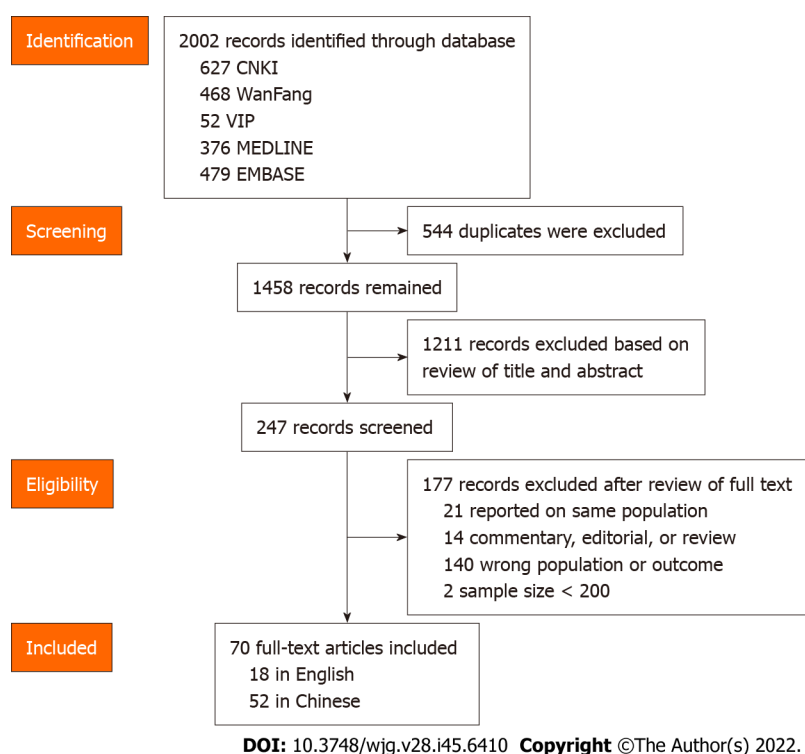 Identification
2002 records identified through database
627 CNKI
468 WanFang
52 VIP
376 MEDLINE
479 EMBASE
Screening
544 duplicates were excluded
1458 records remained
1211 records excluded based on
review of title and abstract
247 records screened
Eligibility
177 records excluded after review of full text
21 reported on same population
14 commentary, editorial, or review
140 wrong population or outcome
2 sample size < 200
Included
70 full-text articles included
18 in English
52 in Chinese
DOI: 10.3748/wjg.v28.i45.6410 Copyright ©The Author(s) 2022.